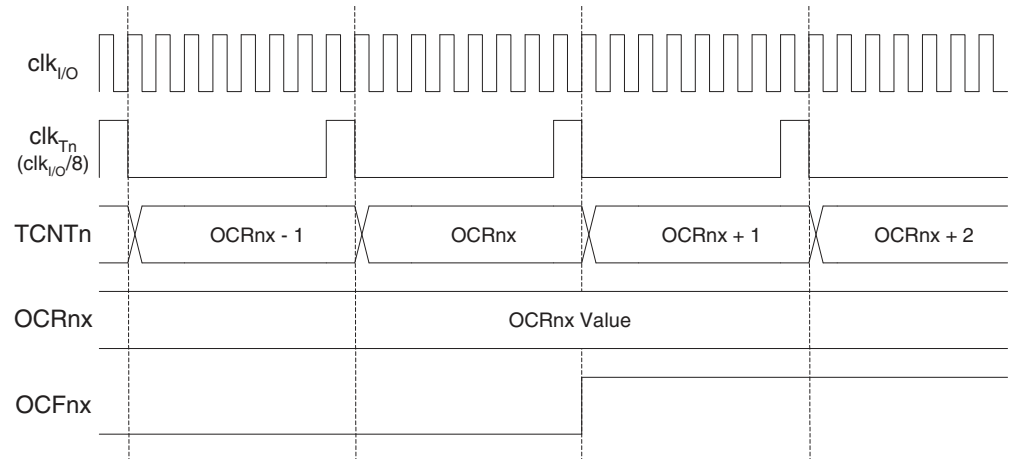 clkI/O
clkTn
(clkI/O/8)
TCNTn
OCRnx - 1
OCRnx
OCRnx + 1
OCRnx + 2
OCRnx
OCRnx Value
OCFnx